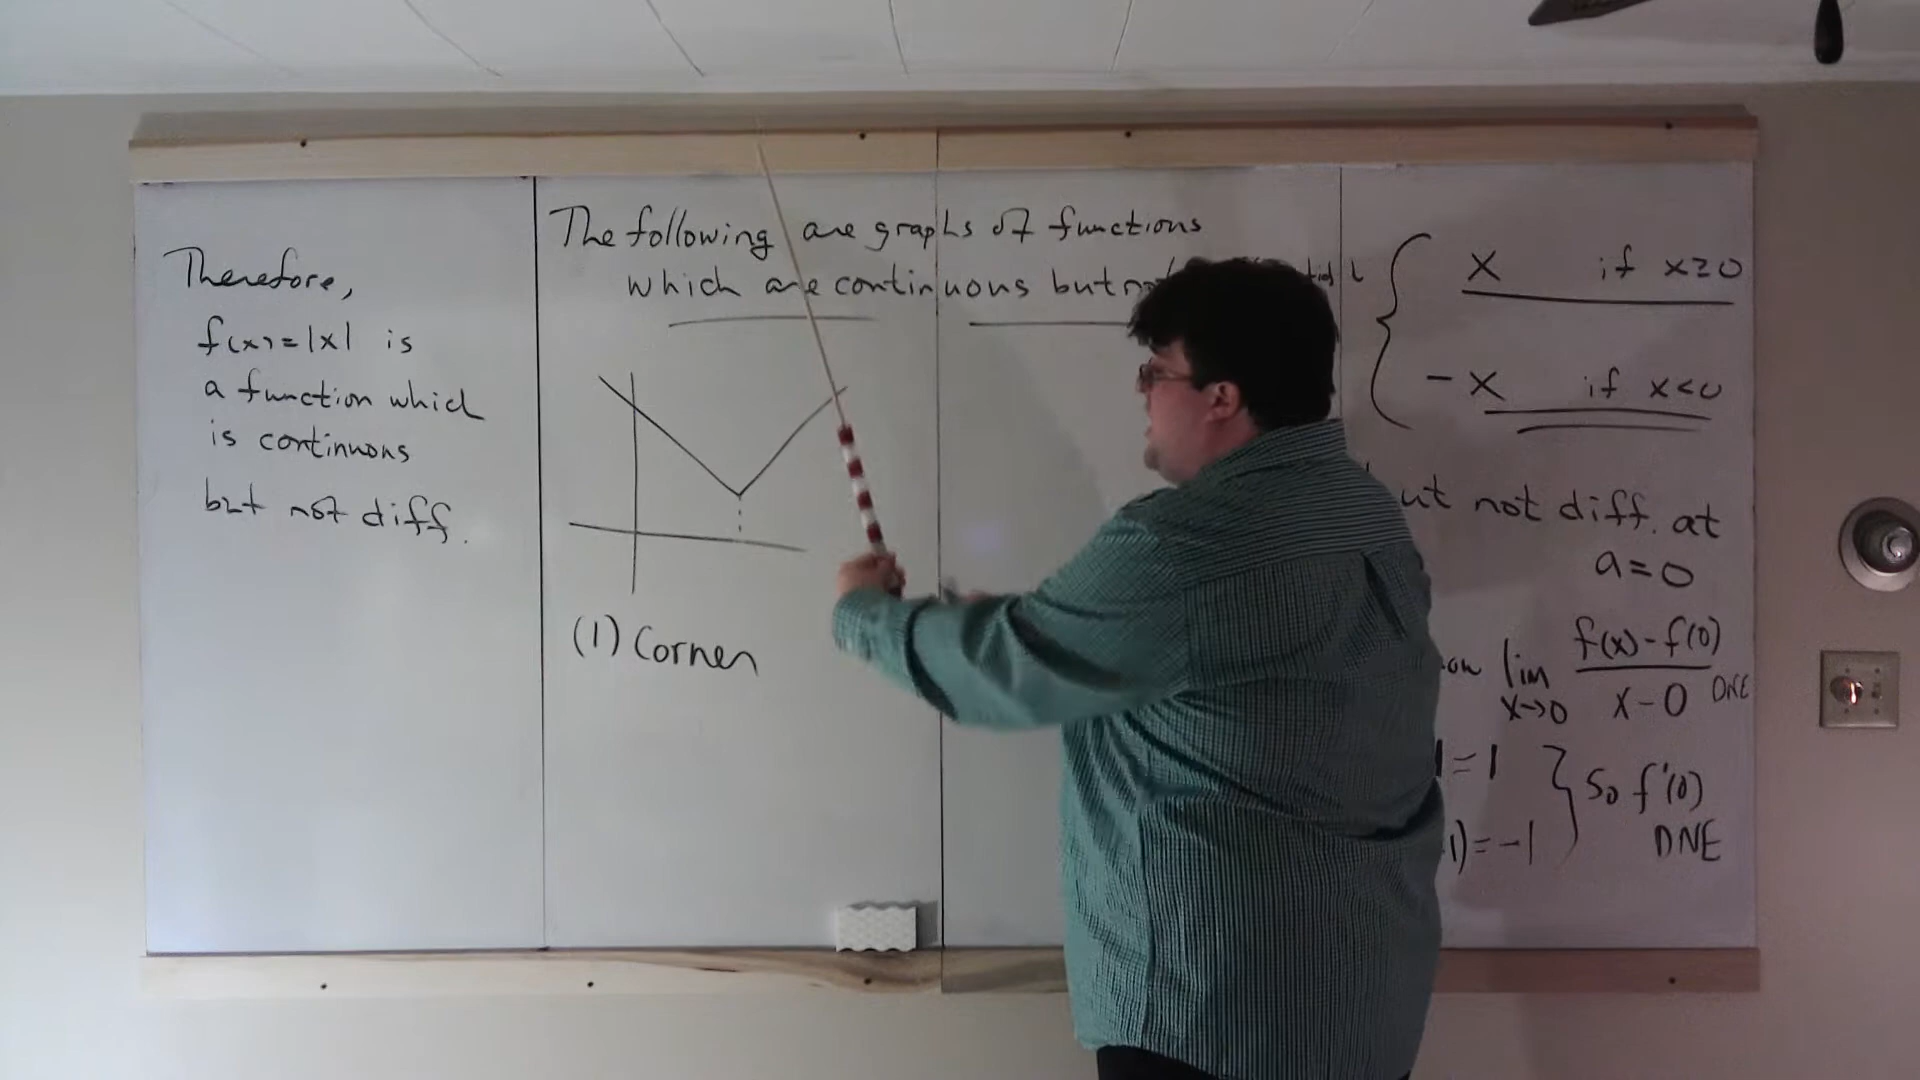 Therefore,
f(x) = |x| is
a function which
is continuous
but not diff.
The following are graphs of functions
which are continuous but
(1) Corner
x if x≥0
-x if x<0
not diff. at
a=0
lim f(x)-f(0)
x→0 x-0 DNE
=1
=-1
So f'(0)
DNE